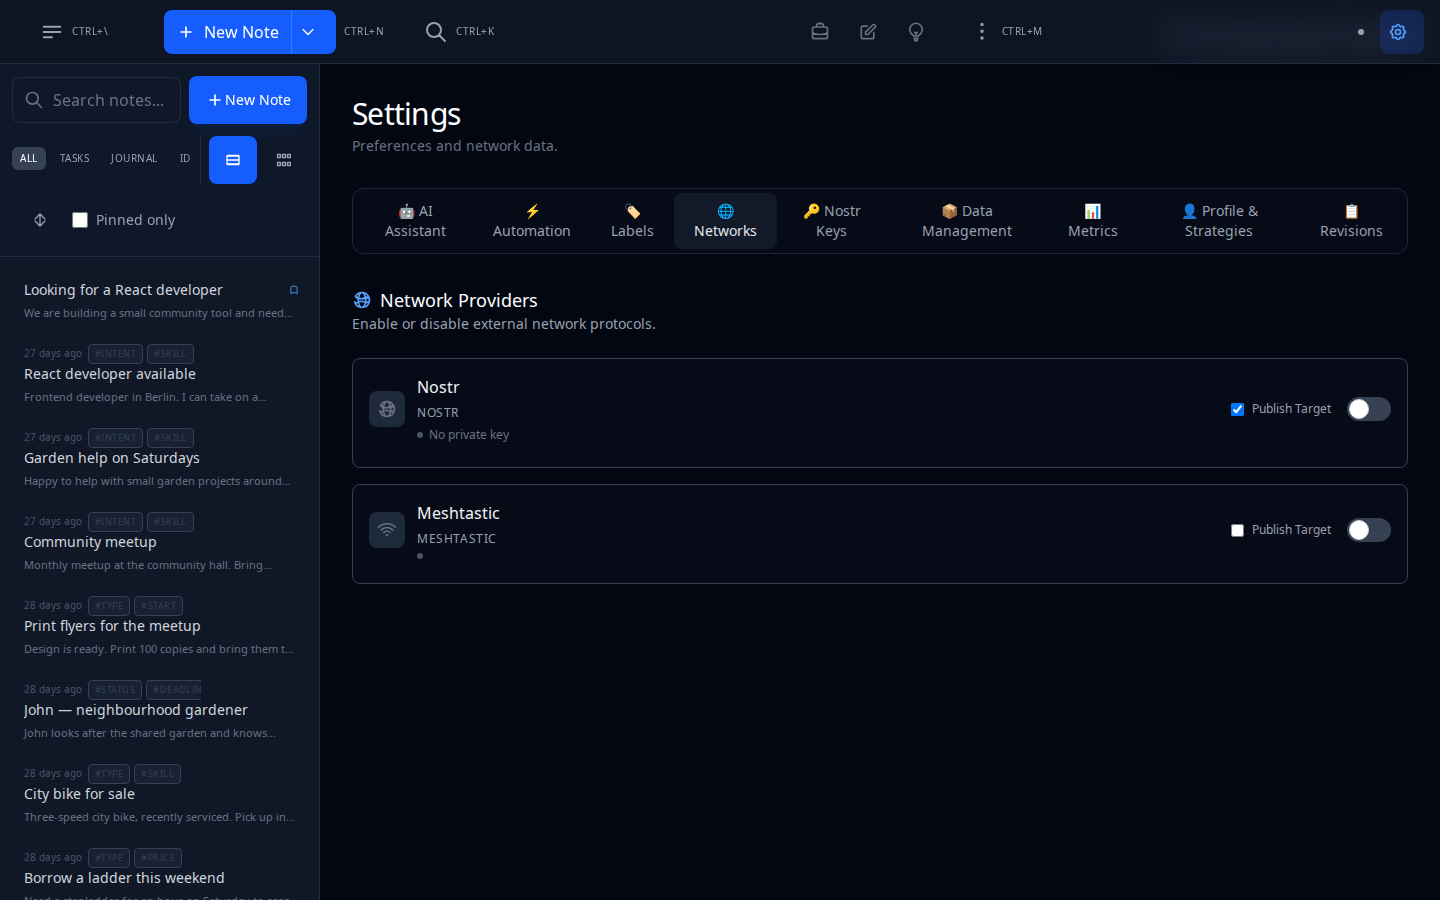 CTRL+\
New Note
CTRL+N
CTRL+K
CTRL+M
Search notes...
New Note
ALL
TASKS
JOURNAL
ID
Pinned only
Looking for a React developer
We are building a small community tool and need...
27 days ago #INTENT #SKILL
React developer available
Frontend developer in Berlin. I can take on a...
27 days ago #INTENT #SKILL
Garden help on Saturdays
Happy to help with small garden projects around...
27 days ago #INTENT #SKILL
Community meetup
Monthly meetup at the community hall. Bring...
28 days ago #TYPE #START
Print flyers for the meetup
Design is ready. Print 100 copies and bring them t...
28 days ago #STATUS #DEADLIN
John — neighbourhood gardener
John looks after the shared garden and knows...
28 days ago #TYPE #SKILL
City bike for sale
Three-speed city bike, recently serviced. Pick up in...
28 days ago #TYPE #PRICE
Borrow a ladder this weekend
Settings
Preferences and network data.
🤖 AI
Assistant
⚡
Automation
🏷️
Labels
🌐
Networks
🔑 Nostr
Keys
📦 Data
Management
📊
Metrics
👤 Profile &
Strategies
📋
Revisions
Network Providers
Enable or disable external network protocols.
Nostr
NOSTR
No private key
Publish Target
Meshtastic
MESHTASTIC
Publish Target